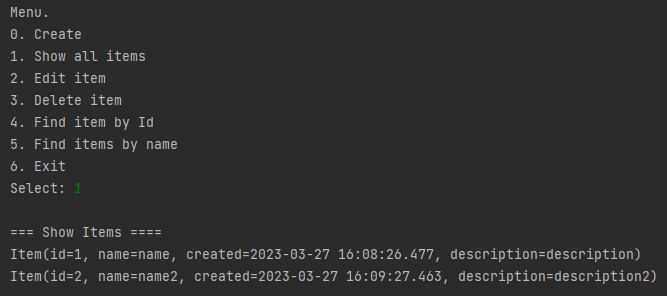 Menu.
0. Create
1. Show all items
2. Edit item
3. Delete item
4. Find item by Id
5. Find items by name
6. Exit
Select: 1
=== Show Items ====
Item(id=1, name=name, created=2023-03-27 16:08:26.477, description=description)
Item(id=2, name=name2, created=2023-03-27 16:09:27.463, description=description2)